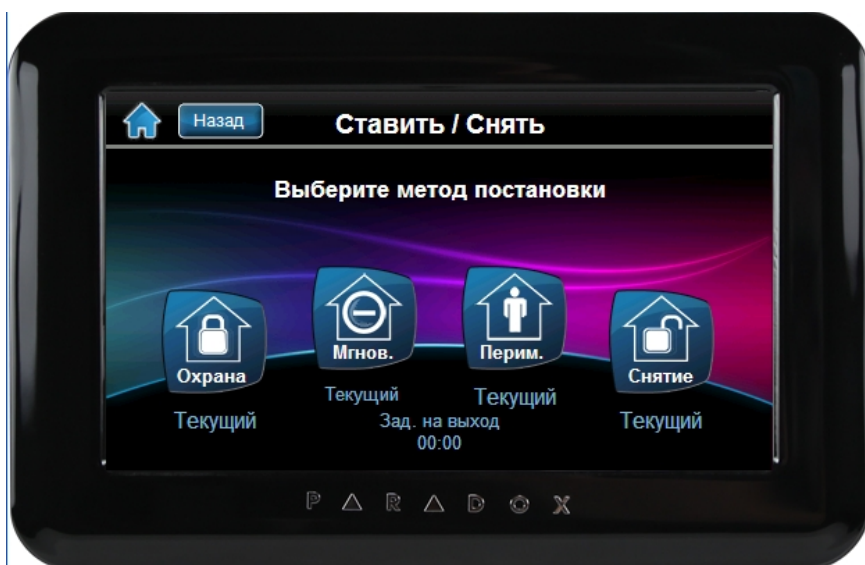 Назад
Ставить / Снять
Выберите метод постановки
Охрана
Мгнов.
Перим.
Снятие
Текущий
Текущий
Текущий
Текущий
Зад. на выход
00:00
PARADOX